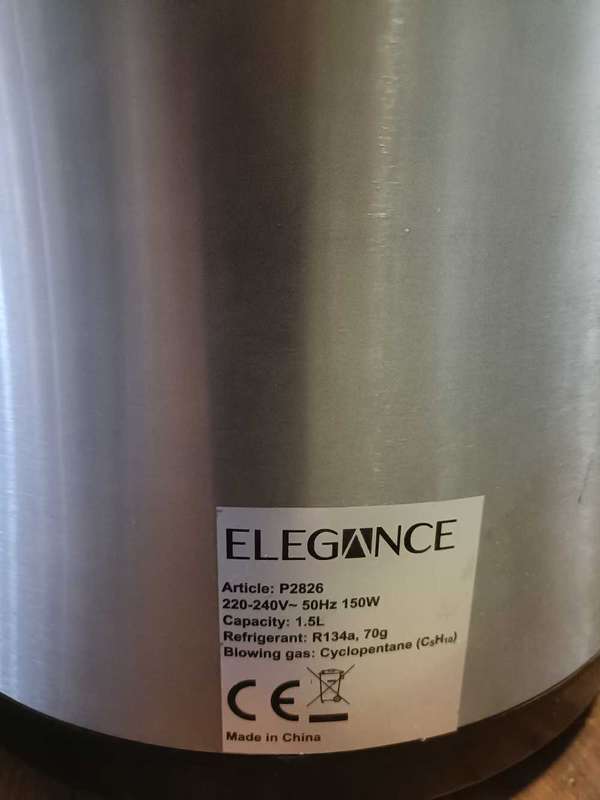 ELEGANCE
Article: P2826
220-240V~ 50Hz 150W
Capacity: 1.5L
Refrigerant: R134a, 70g
Blowing gas: Cyclopentane (C₅H₁₀)
CE
Made in China